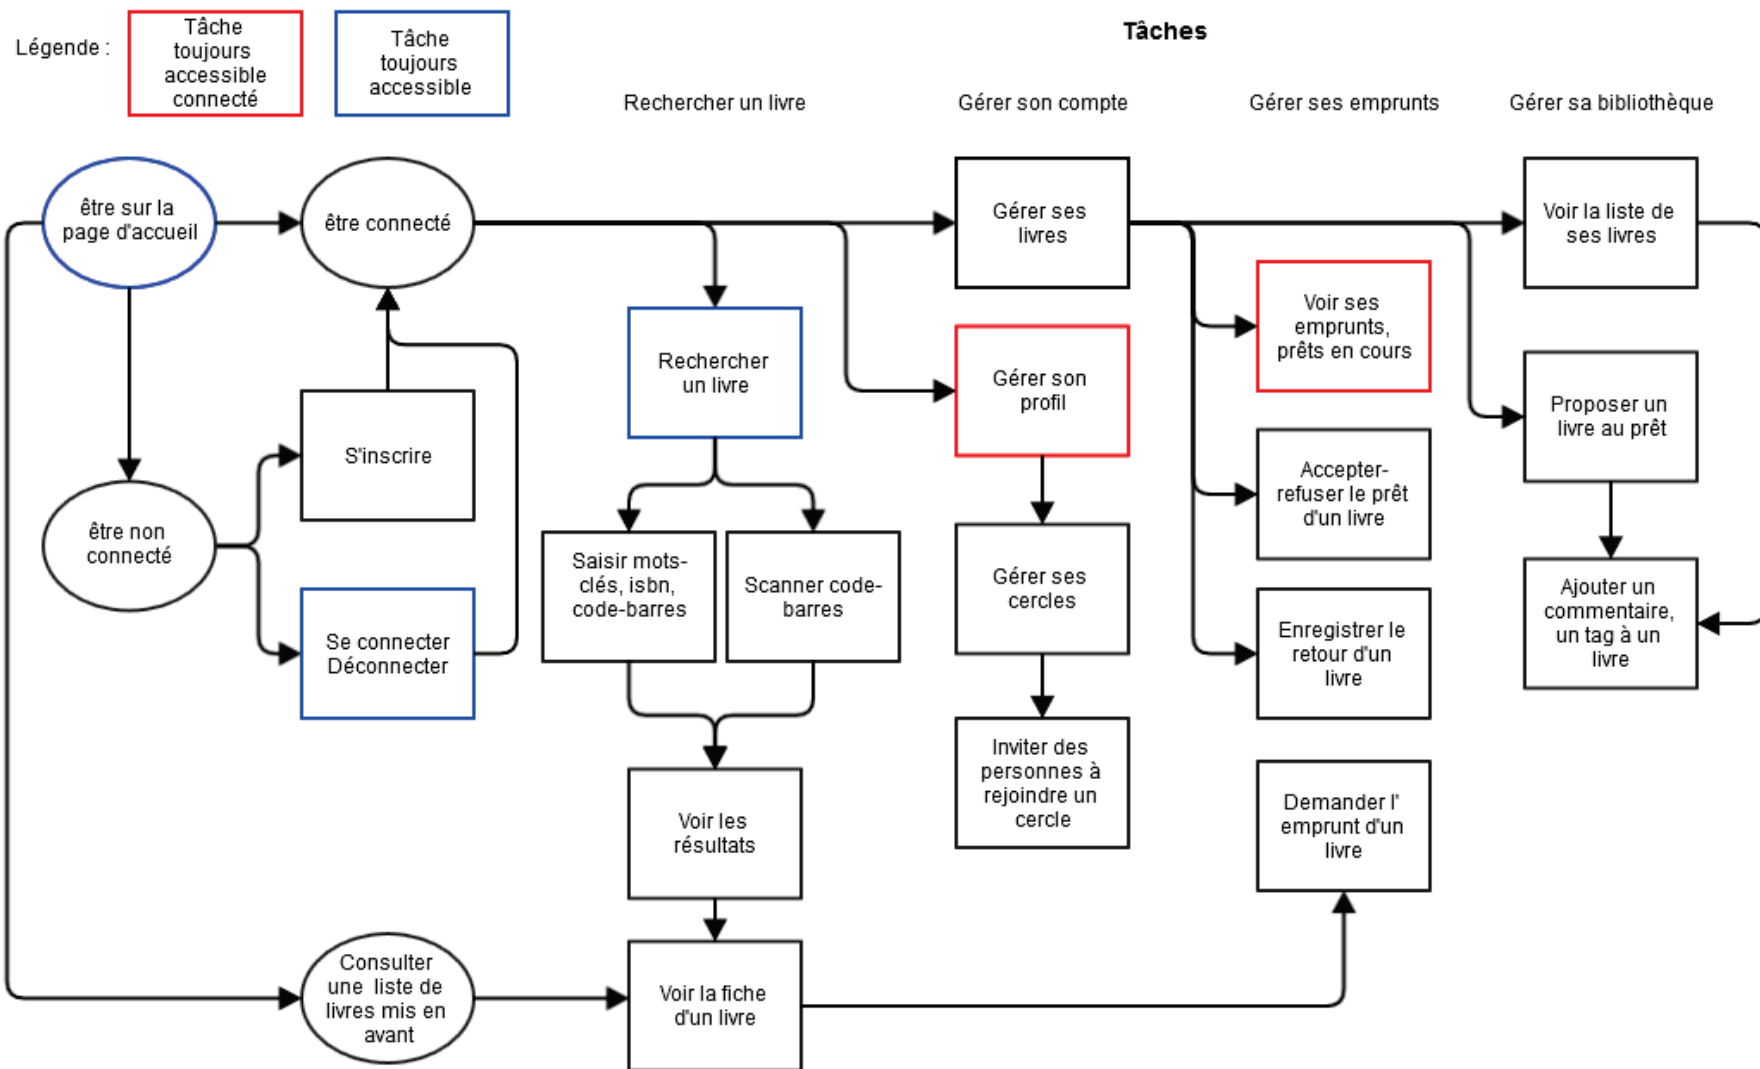 Légende :
Tâche
toujours
accessible
connecté
Tâche
toujours
accessible
Tâches
Rechercher un livre
Gérer son compte
Gérer ses emprunts
Gérer sa bibliothèque
être sur la
page d'accueil
être connecté
Gérer ses
livres
Voir la liste de
ses livres
Voir ses
emprunts,
prêts en cours
Rechercher
un livre
Gérer son
profil
Proposer un
livre au prêt
S'inscrire
Accepter-
refuser le prêt
d'un livre
être non
connecté
Saisir mots-
clés, isbn,
code-barres
Scanner code-
barres
Gérer ses
cercles
Ajouter un
commentaire,
un tag à un
livre
Se connecter
Déconnecter
Enregistrer le
retour d'un
livre
Inviter des
personnes à
rejoindre un
cercle
Voir les
résultats
Demander l'
emprunt d'un
livre
Consulter
une liste de
livres mis en
avant
Voir la fiche
d'un livre